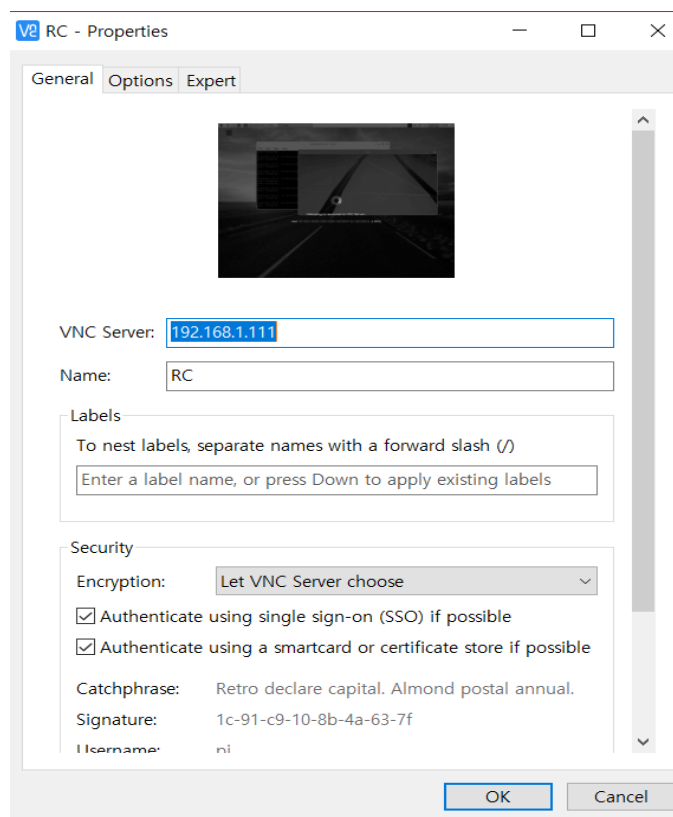 RC - Properties
General Options Expert
VNC Server: 192.168.1.111
Name: RC
Labels
To nest labels, separate names with a forward slash (/)
Enter a label name, or press Down to apply existing labels
Security
Encryption: Let VNC Server choose
Authenticate using single sign-on (SSO) if possible
Authenticate using a smartcard or certificate store if possible
Catchphrase: Retro declare capital. Almond postal annual.
Signature: 1c-91-c9-10-8b-4a-63-7f
Username: pi
OK Cancel